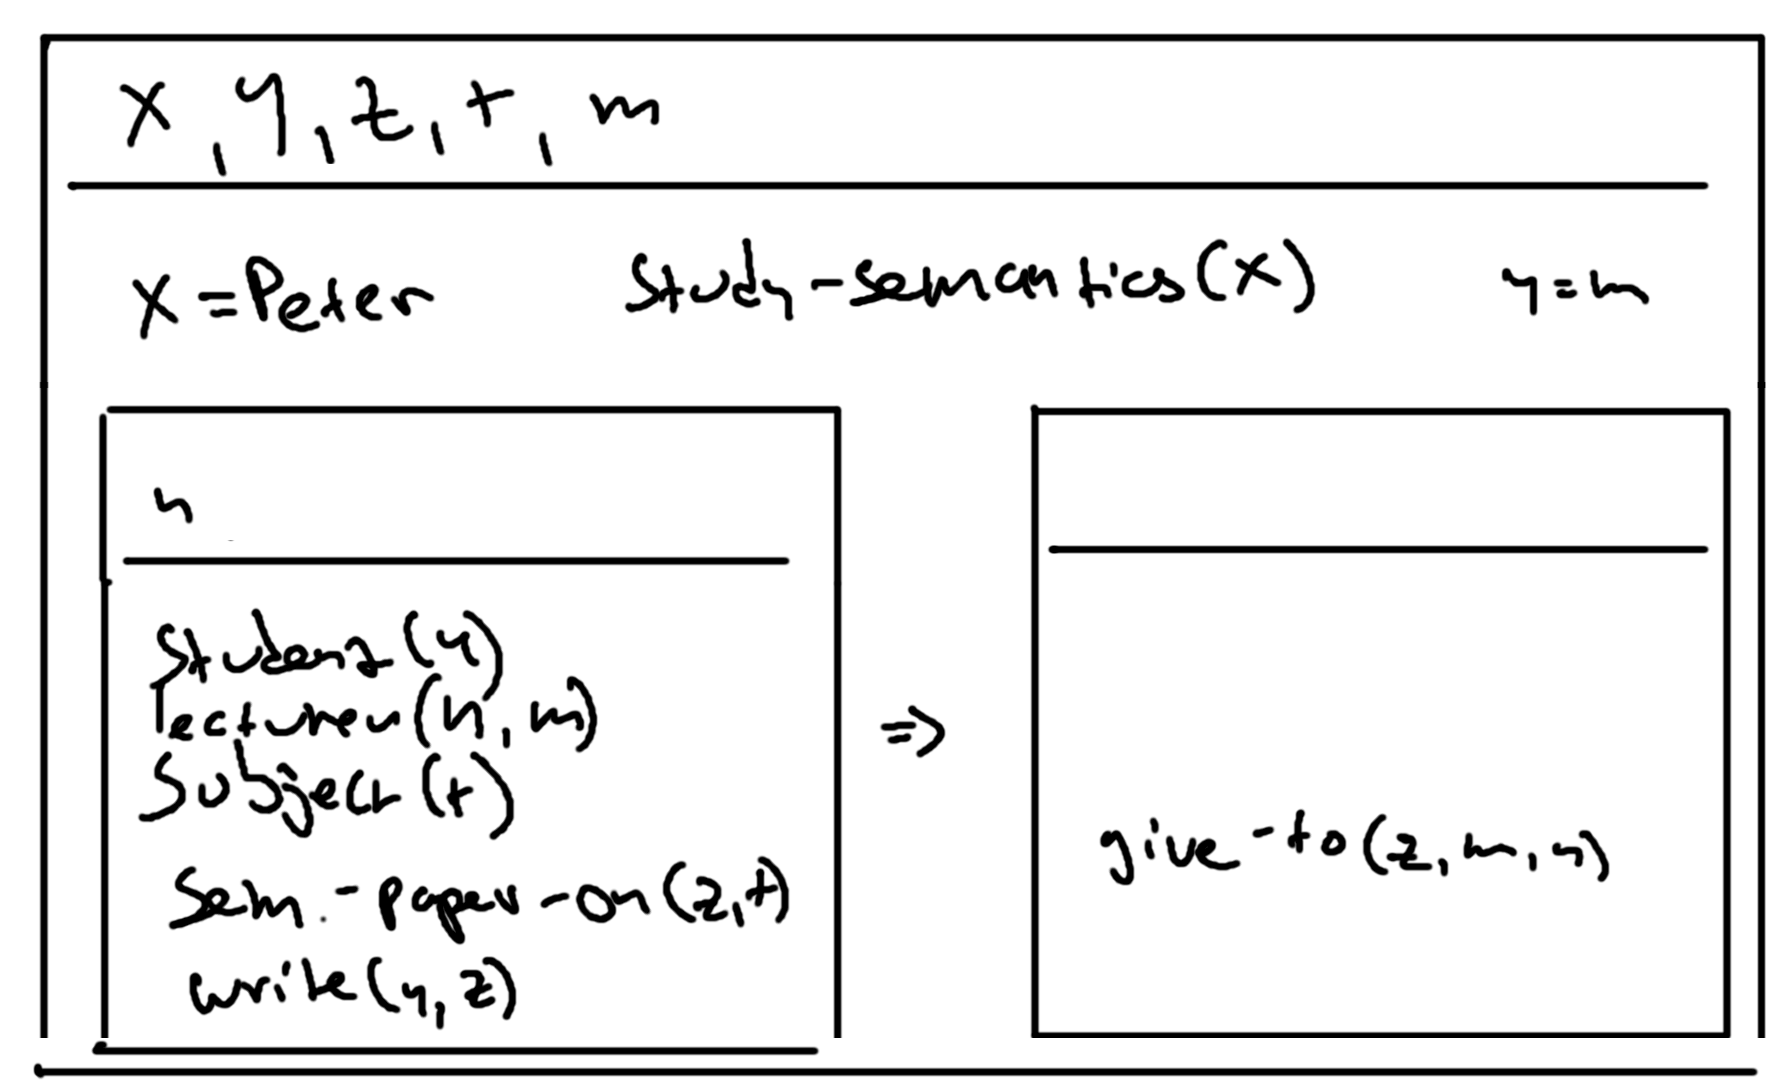 x, y, z, t, m
x = Peter study-semantics(x) y = m
n
student(y)
lecturer(n, m)
subject(t)
sem.-paper-on(z, t)
write(y, z)
=>
give-to(z, m, n)